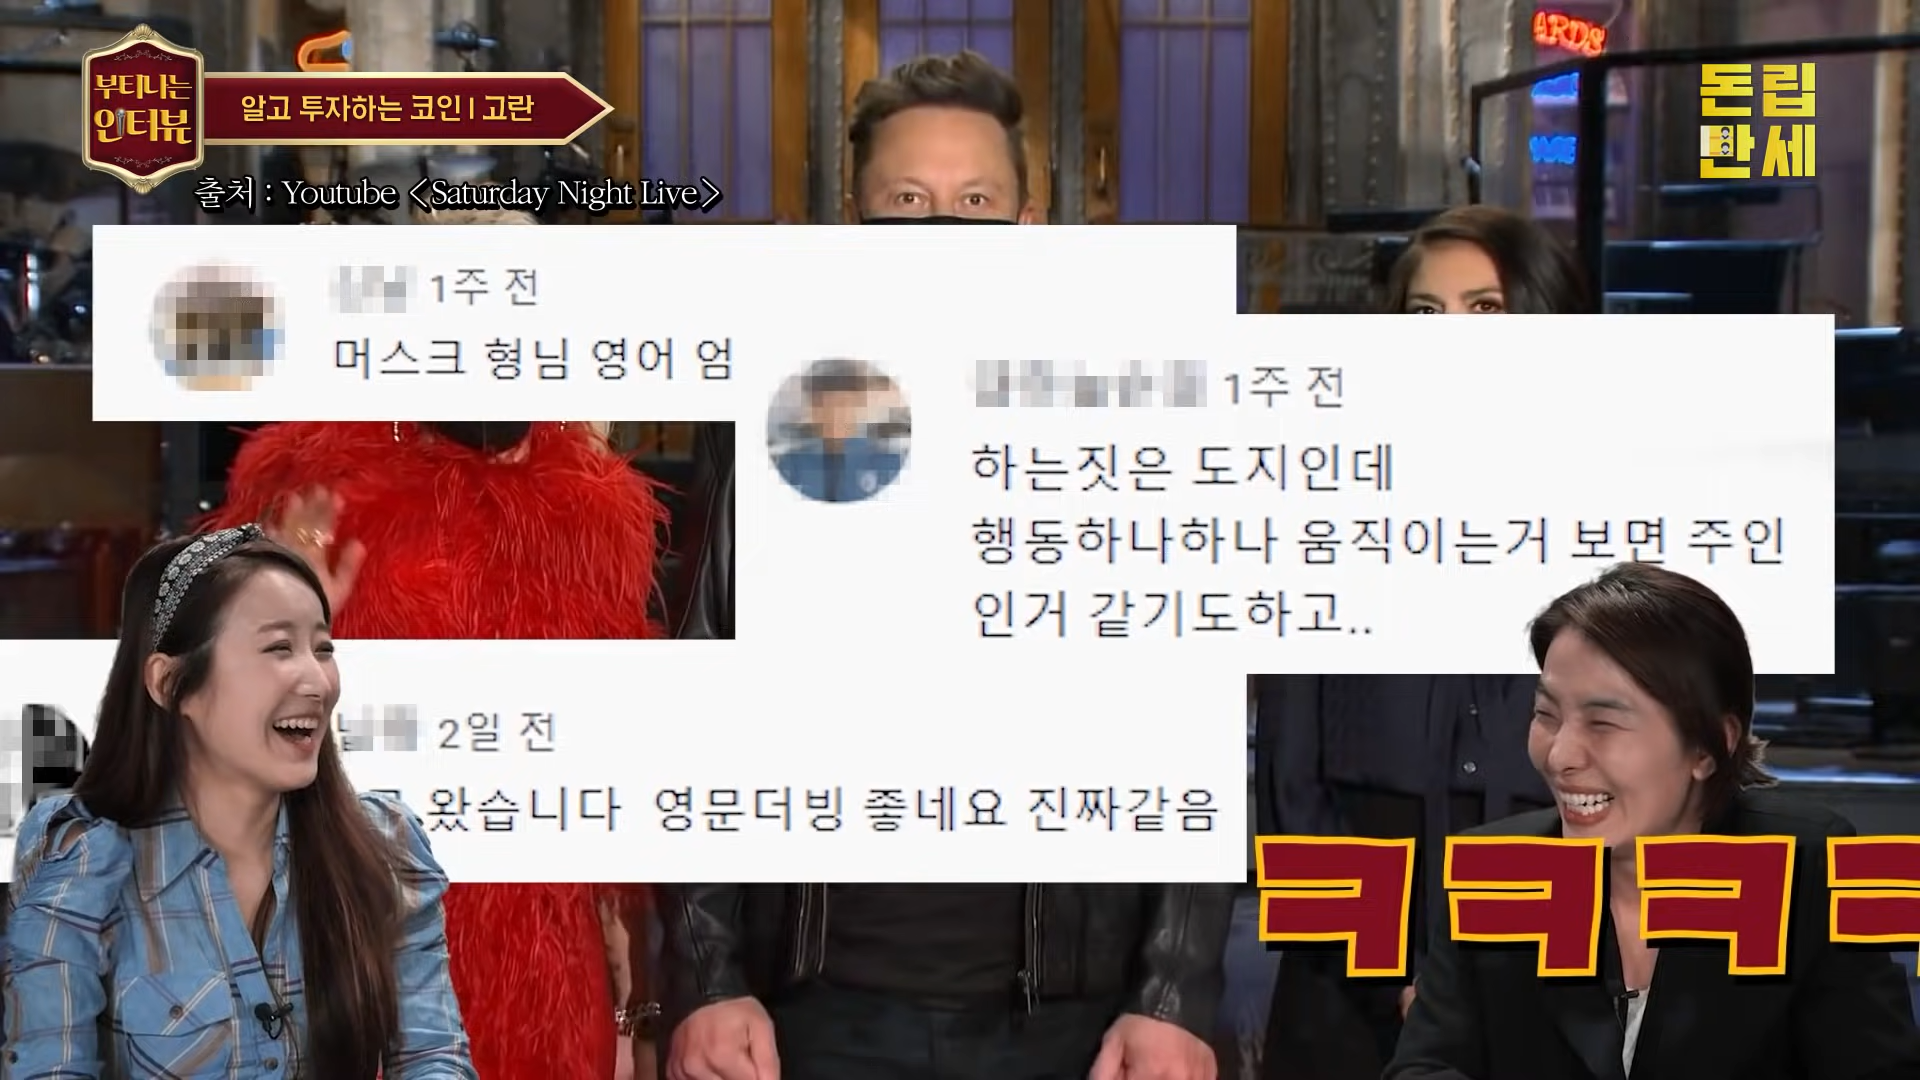 부티나는
인터뷰
알고 투자하는 코인 | 고란
돈립
만세
ARDS
출처 : Youtube <Saturday Night Live>
1주 전
머스크 형님 영어 엄
1주 전
하는짓은 도지인데
행동하나하나 움직이는거 보면 주인
인거 같기도하고..
2일 전
왔습니다 영문더빙 좋네요 진짜같음
ㅋㅋㅋㅋ